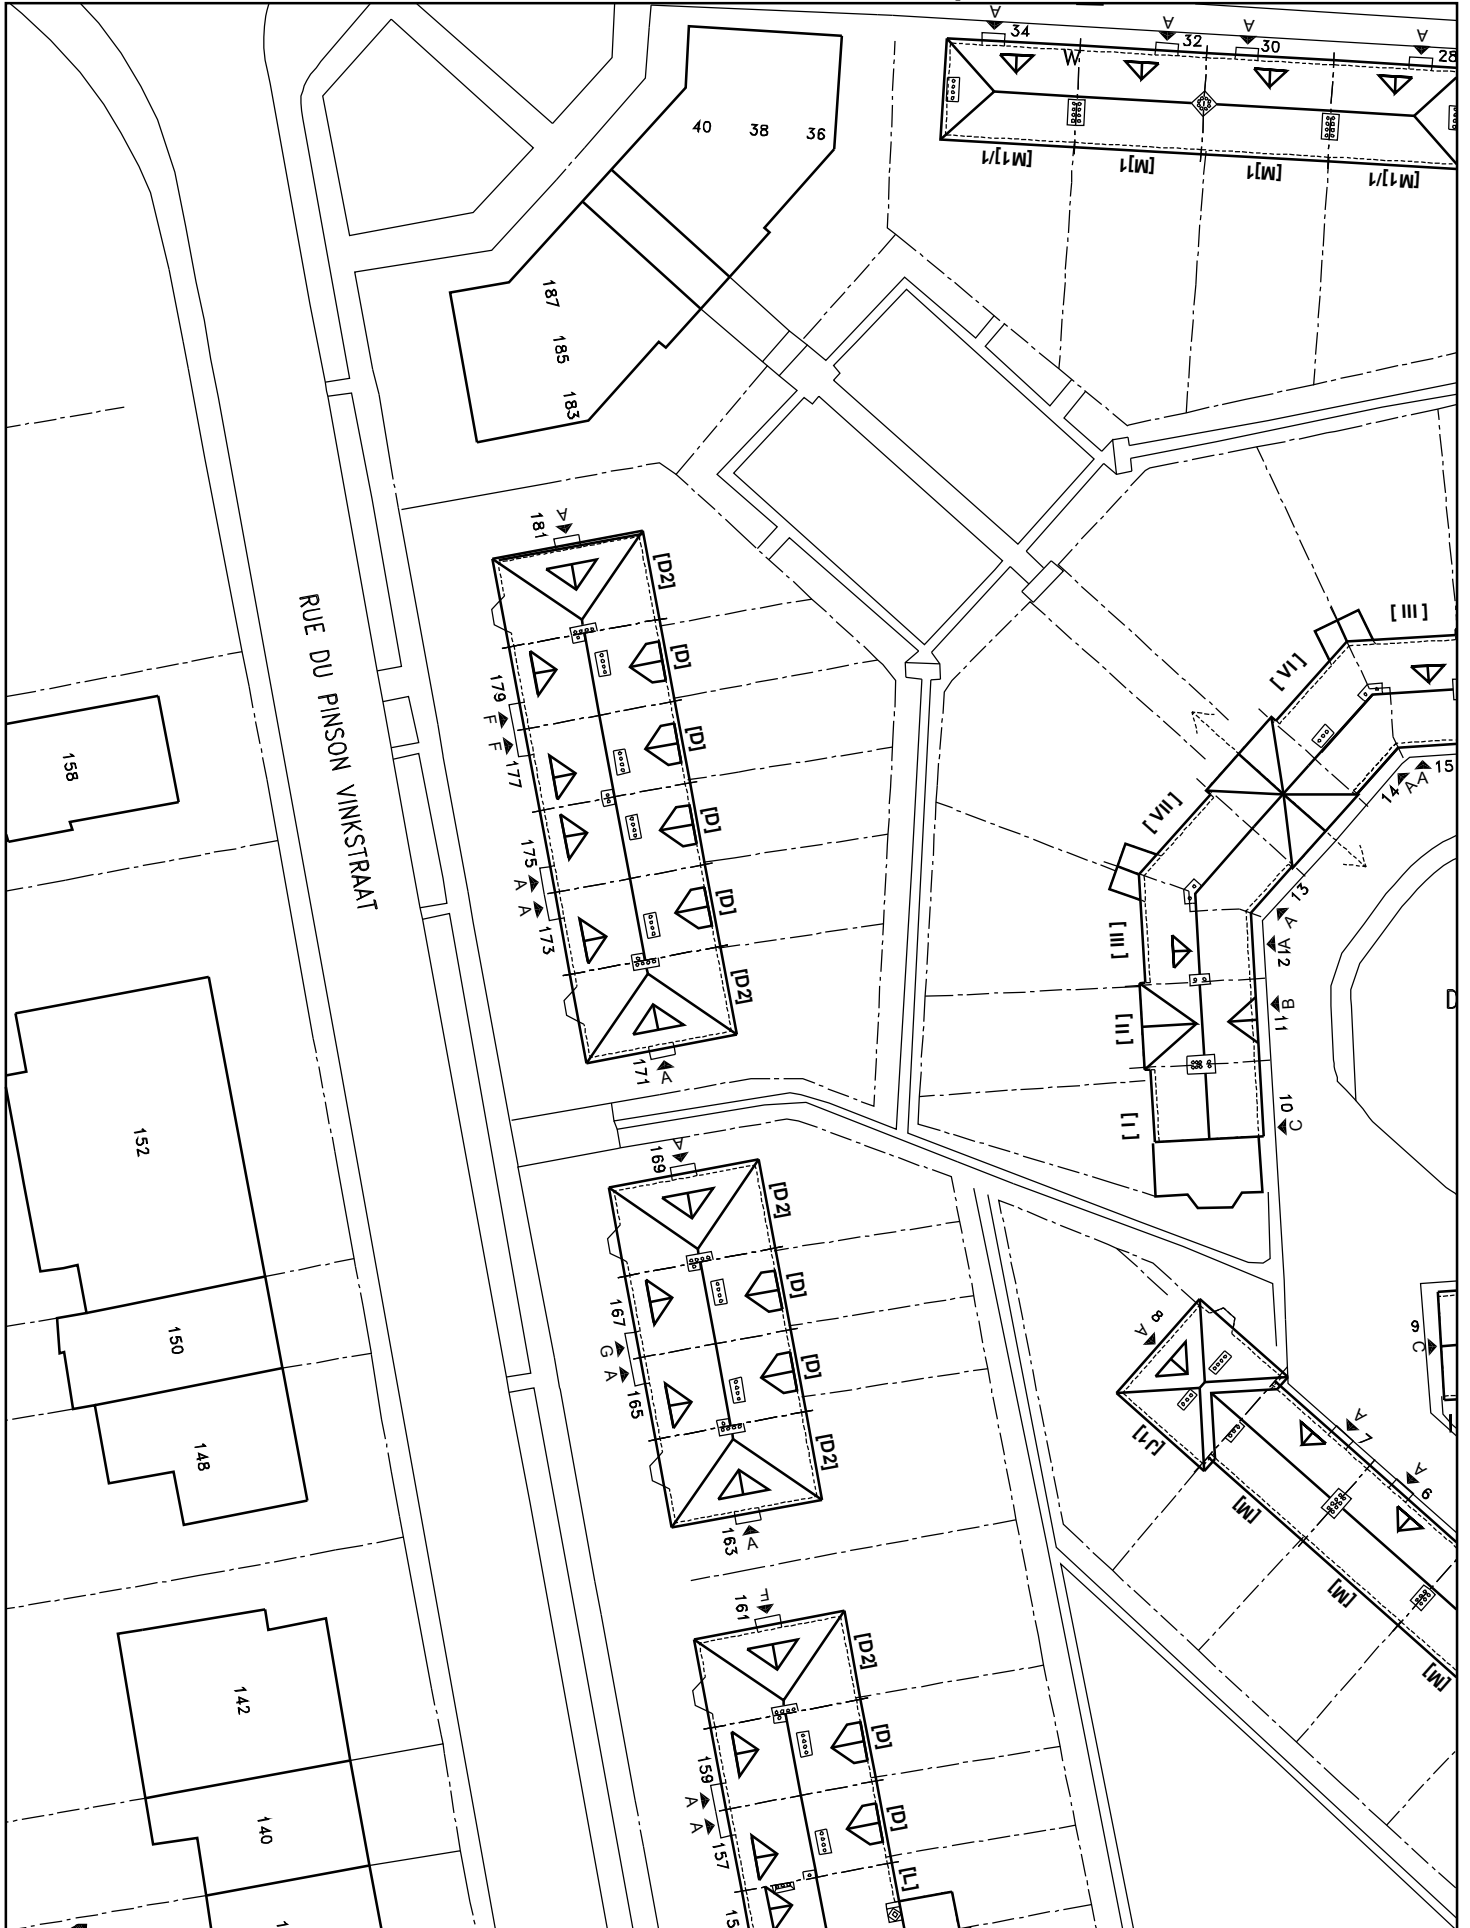 A
A
A
A
34
32
30
28
W
[M1]/1
[M]1
[M]1
[M1]/1
40
38
36
187
185
183
181
A
[D2]
[D]
[D]
[D]
[D]
[D2]
179
F
F
177
175
A
A
173
171
A
RUE DU PINSON VINKSTRAAT
158
152
150
148
142
140
[III]
[VI]
[VII]
[III]
[II]
[I]
15
A
A
14
13
A
A
12
B
11
10
C
D
169
A
[D2]
[D]
[D]
[D2]
167
G
A
165
163
A
8
A
[J1]
A
7
A
6
9
C
[M]
[M]
[M]
161
F
[D2]
[D]
[D]
[L]
159
A
A
157